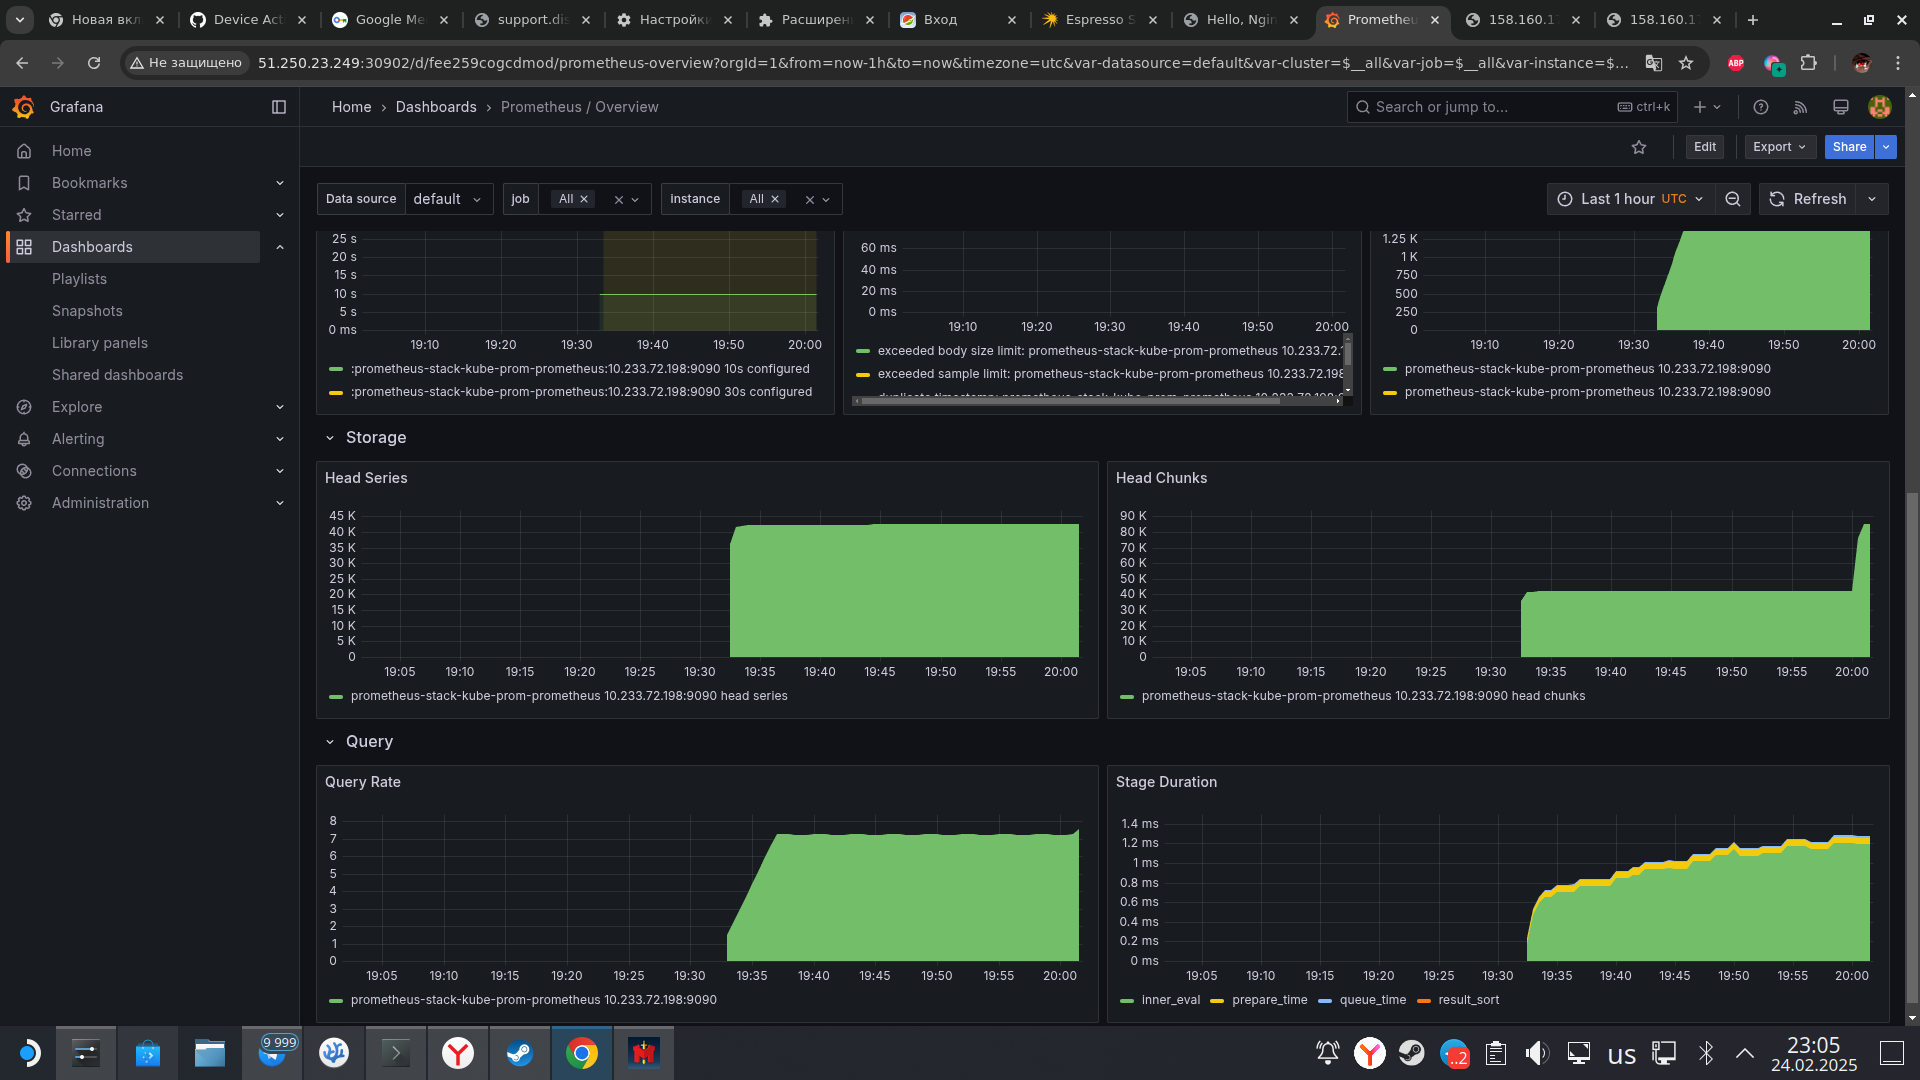 Новая вкл
Device Act
Google Me
support.dis
Настройки
Расширен
Вход
Espresso S
Hello, Ngin
Prometheu
158.160.1
158.160.1
Не защищено
51.250.23.249:30902/d/fee259cogcdmod/prometheus-overview?orgId=1&from=now-1h&to=now&timezone=utc&var-datasource=default&var-cluster=$__all&var-job=$__all&var-instance=$...
ABP
Grafana
Home › Dashboards › Prometheus / Overview
Search or jump to...
ctrl+k
Home
Bookmarks
Starred
Dashboards
Playlists
Snapshots
Library panels
Shared dashboards
Explore
Alerting
Connections
Administration
Edit
Export
Share
Data source default
job All
Instance All
Last 1 hour UTC
Refresh
25 s
20 s
15 s
10 s
5 s
0 ms
19:10 19:20 19:30 19:40 19:50 20:00
:prometheus-stack-kube-prom-prometheus:10.233.72.198:9090 10s configured
:prometheus-stack-kube-prom-prometheus:10.233.72.198:9090 30s configured
60 ms
40 ms
20 ms
0 ms
19:10 19:20 19:30 19:40 19:50 20:00
exceeded body size limit: prometheus-stack-kube-prom-prometheus 10.233.72.1
exceeded sample limit: prometheus-stack-kube-prom-prometheus 10.233.72.198
duplicate timestamp: prometheus-stack-kube-prom-prometheus 10.233.72.198:9
1.25 K
1 K
750
500
250
0
19:10 19:20 19:30 19:40 19:50 20:00
prometheus-stack-kube-prom-prometheus 10.233.72.198:9090
prometheus-stack-kube-prom-prometheus 10.233.72.198:9090
Storage
Head Series
45 K
40 K
35 K
30 K
25 K
20 K
15 K
10 K
5 K
0
19:05 19:10 19:15 19:20 19:25 19:30 19:35 19:40 19:45 19:50 19:55 20:00
prometheus-stack-kube-prom-prometheus 10.233.72.198:9090 head series
Head Chunks
90 K
80 K
70 K
60 K
50 K
40 K
30 K
20 K
10 K
0
19:05 19:10 19:15 19:20 19:25 19:30 19:35 19:40 19:45 19:50 19:55 20:00
prometheus-stack-kube-prom-prometheus 10.233.72.198:9090 head chunks
Query
Query Rate
8
7
6
5
4
3
2
1
0
19:05 19:10 19:15 19:20 19:25 19:30 19:35 19:40 19:45 19:50 19:55 20:00
prometheus-stack-kube-prom-prometheus 10.233.72.198:9090
Stage Duration
1.4 ms
1.2 ms
1 ms
0.8 ms
0.6 ms
0.4 ms
0.2 ms
0 ms
19:05 19:10 19:15 19:20 19:25 19:30 19:35 19:40 19:45 19:50 19:55 20:00
inner_eval prepare_time queue_time result_sort
9 999
..2
us
23:05
24.02.2025